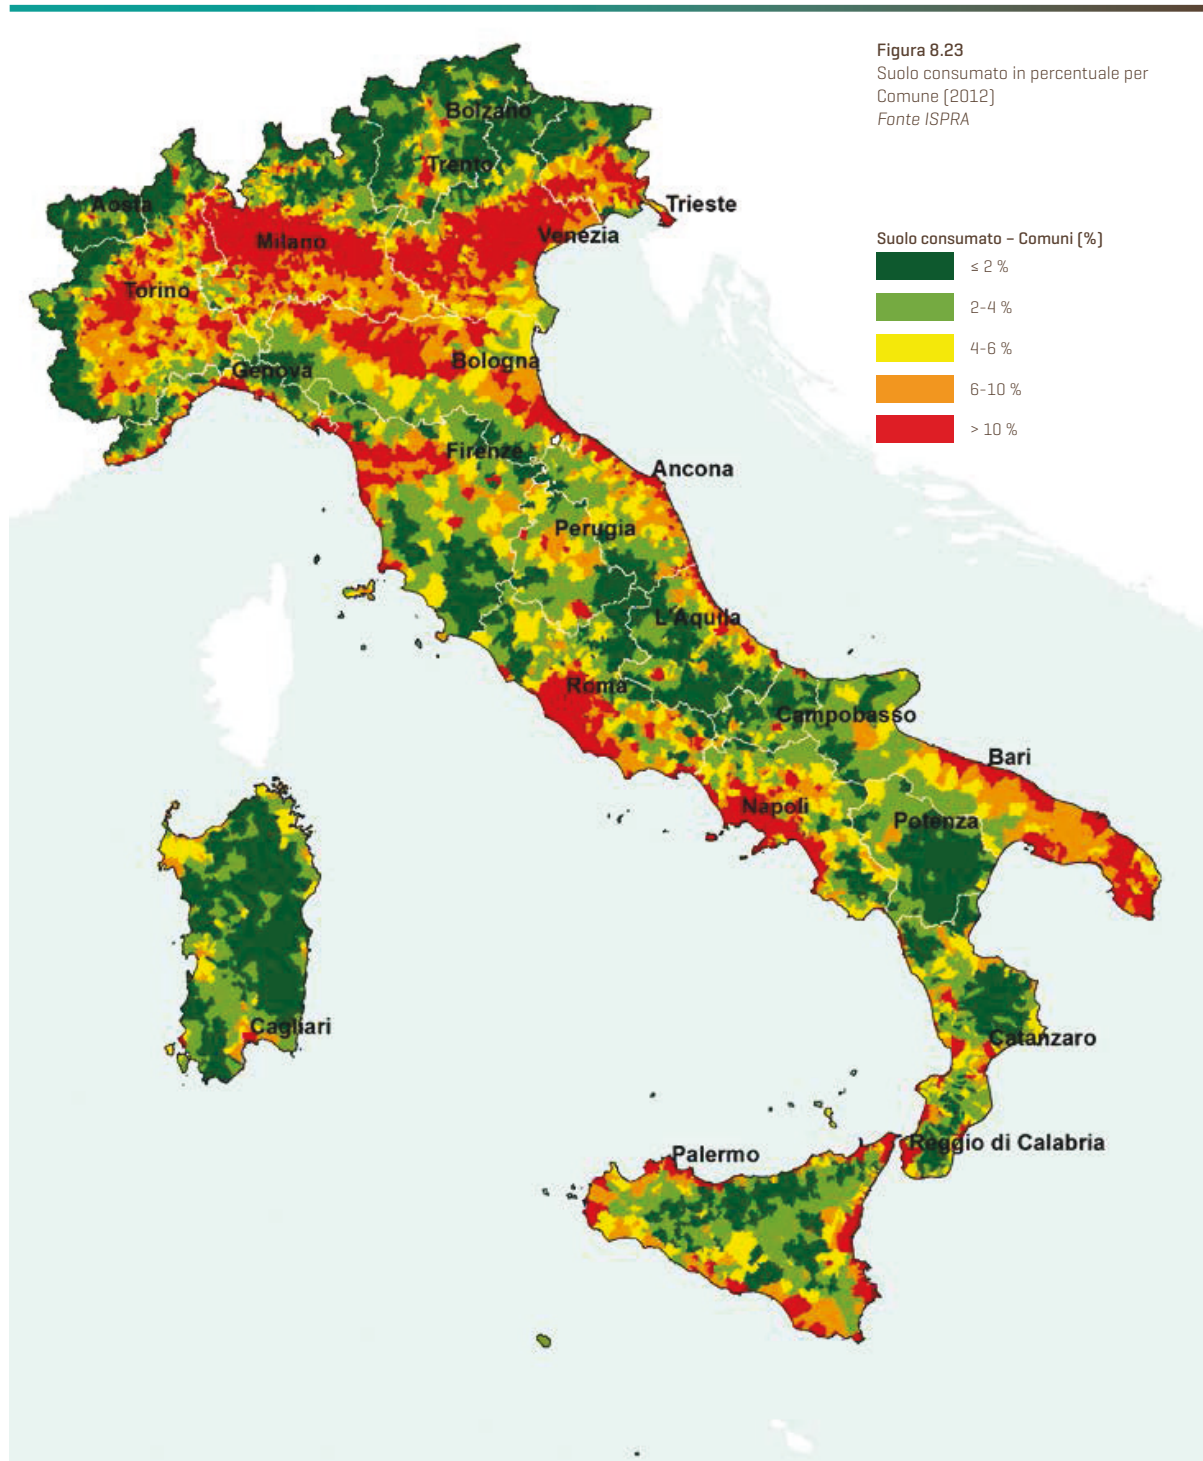 Figura 8.23
Suolo consumato in percentuale per
Comune (2012)
Fonte ISPRA
Bolzano
Trento
Aosta
Trieste
Milano
Venezia
Suolo consumato – Comuni (%)
≤ 2 %
2-4 %
4-6 %
6-10 %
> 10 %
Torino
Genova
Bologna
Firenze
Ancona
Perugia
L'Aquila
Roma
Campobasso
Bari
Napoli
Potenza
Cagliari
Catanzaro
Reggio di Calabria
Palermo